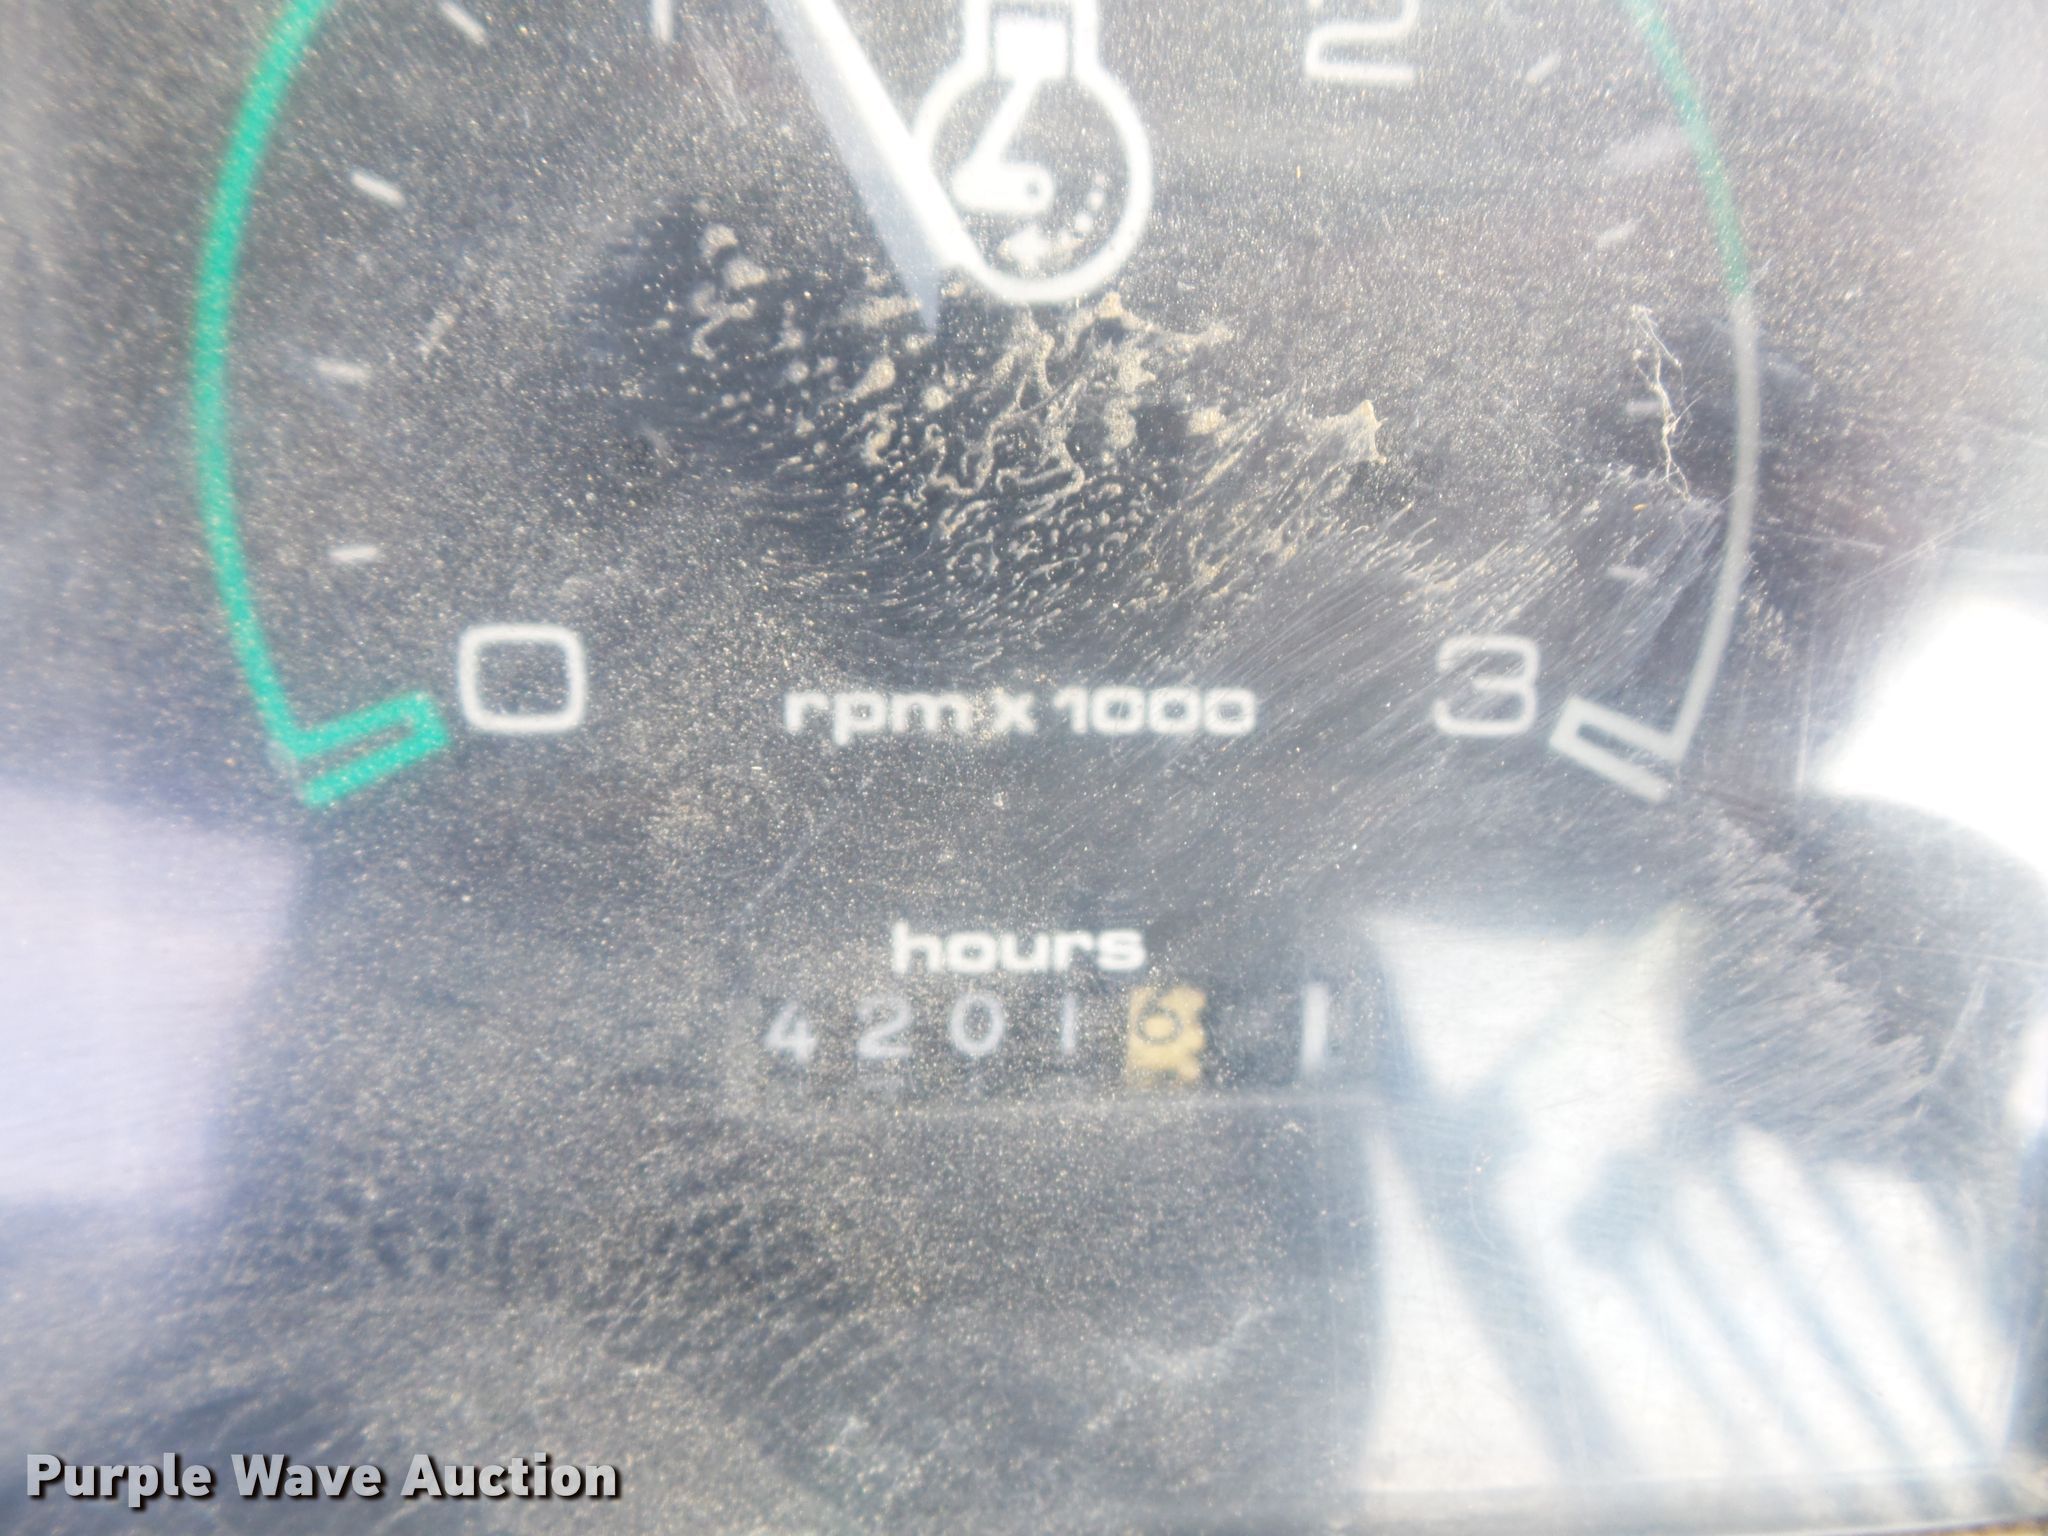 1 2
0 3
rpm x 1000
hours
42016
Purple Wave Auction